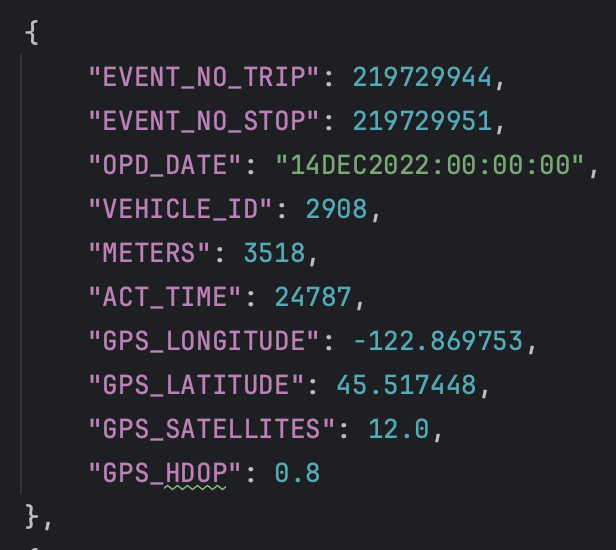 {
"EVENT_NO_TRIP": 219729944,
"EVENT_NO_STOP": 219729951,
"OPD_DATE": "14DEC2022:00:00:00",
"VEHICLE_ID": 2908,
"METERS": 3518,
"ACT_TIME": 24787,
"GPS_LONGITUDE": -122.869753,
"GPS_LATITUDE": 45.517448,
"GPS_SATELLITES": 12.0,
"GPS_HDOP": 0.8
},